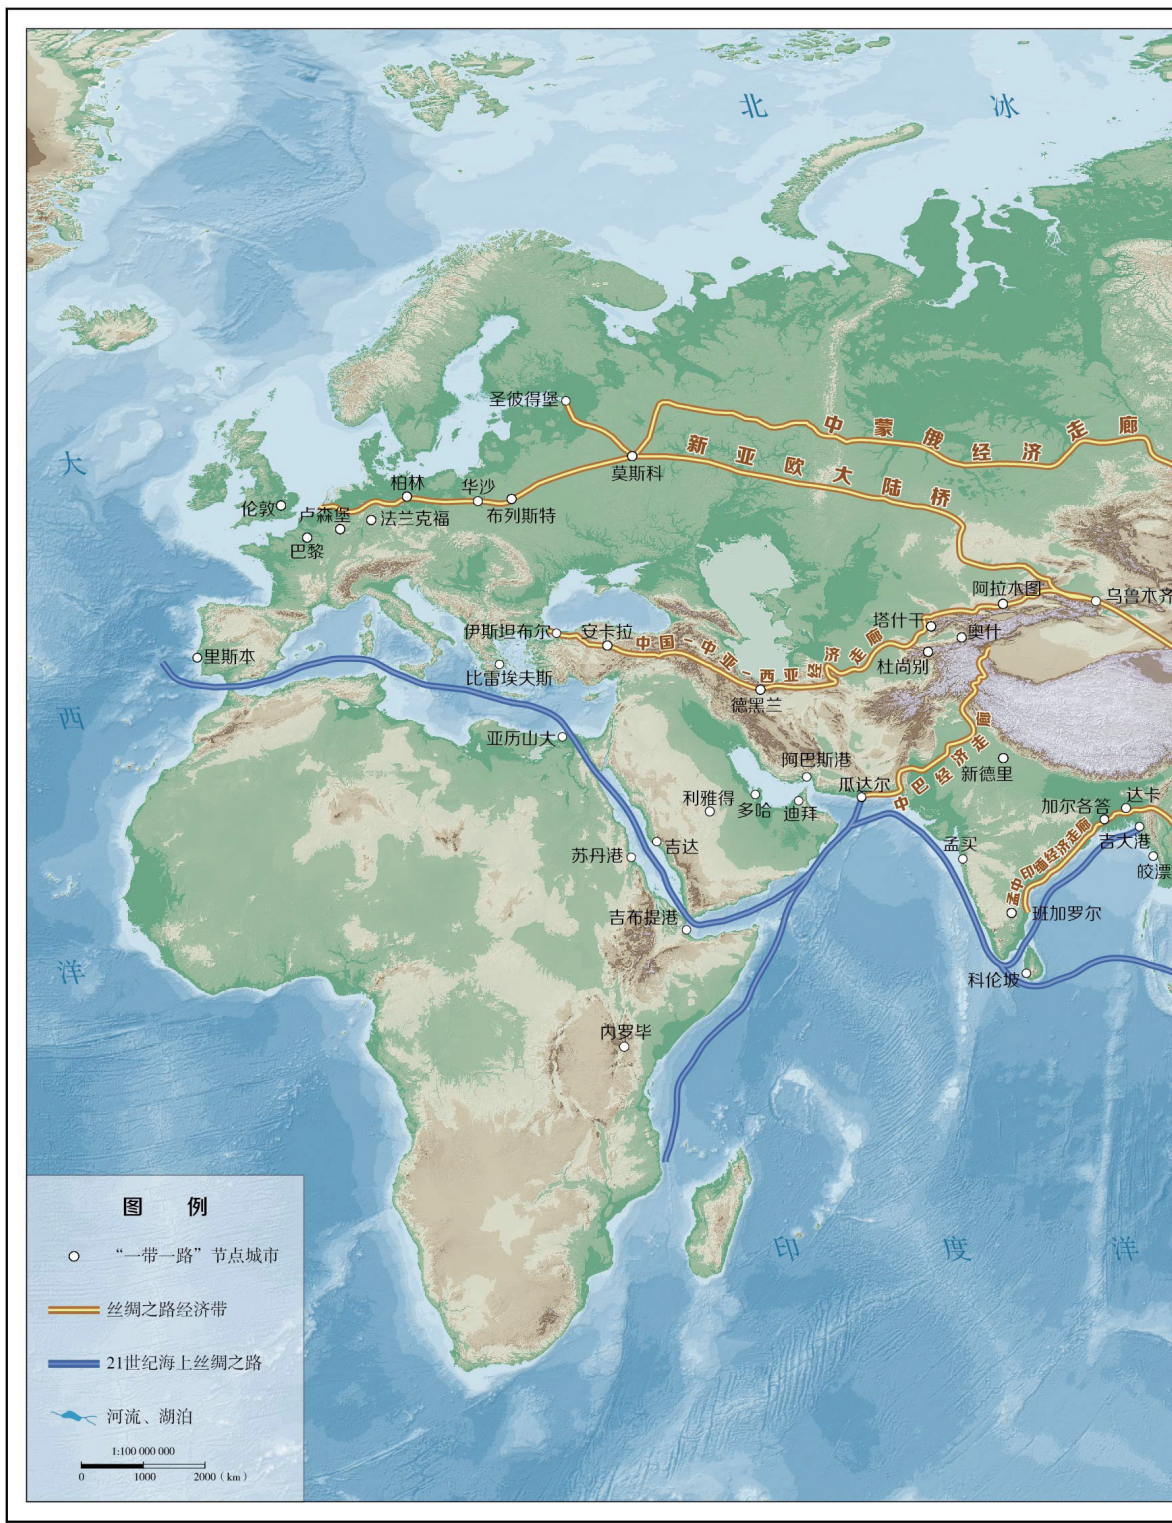 北 冰
大
西
洋
印 度 洋
圣彼得堡
莫斯科
中蒙俄经济走廊
新亚欧大陆桥
伦敦
卢森堡
巴黎
柏林
法兰克福
华沙
布列斯特
阿拉木图
乌鲁木齐
塔什干
奥什
杜尚别
伊斯坦布尔
安卡拉
中国-中亚-西亚经济走廊
里斯本
比雷埃夫斯
德黑兰
亚历山大
阿巴斯港
瓜达尔
中巴经济走廊
新德里
利雅得
多哈
迪拜
加尔各答
达卡
吉大港
皎漂
孟中印缅经济走廊
孟买
苏丹港
吉达
吉布提港
班加罗尔
科伦坡
内罗毕
图 例
“一带一路”节点城市
丝绸之路经济带
21世纪海上丝绸之路
河流、湖泊
1:100 000 000
0 1000 2000(km)